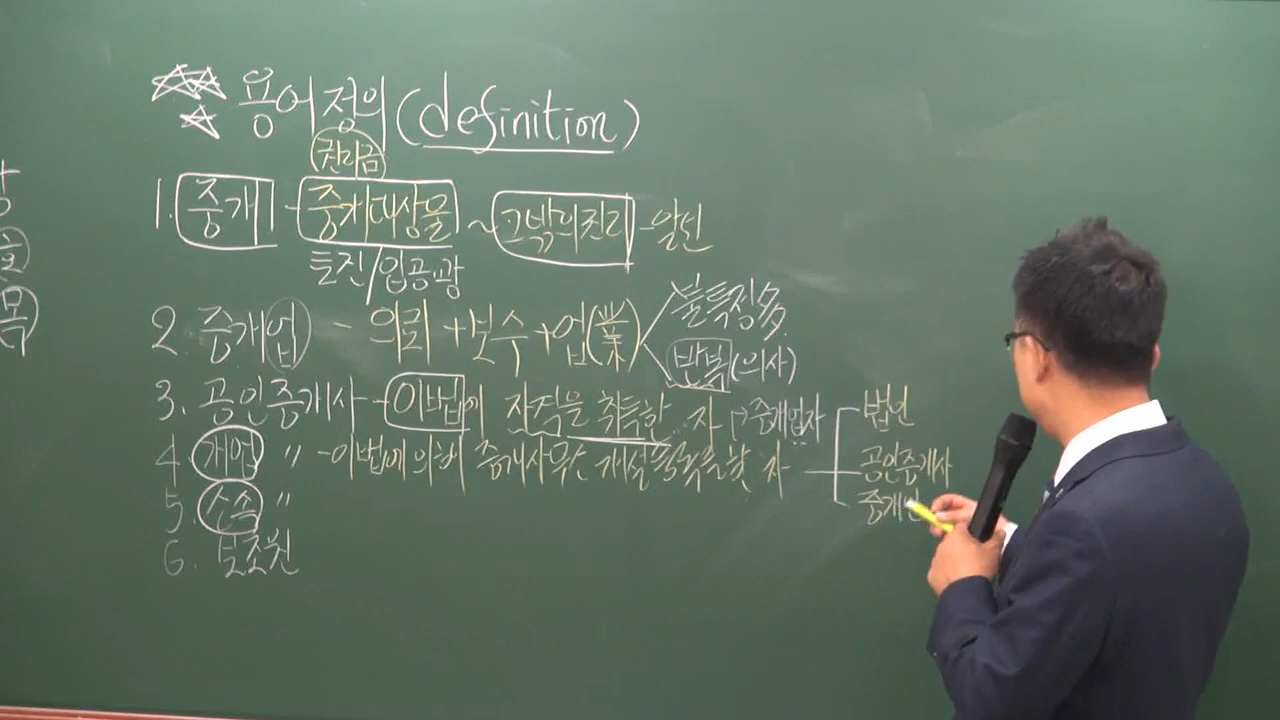 용어정의(definition)
권리금
1. 중개 - 중개대상물 ~ 그밖의권리 - 알선
토진/입공광
2. 중개업 - 의뢰+보수+업(業)
불특정多
반복(의사)
3. 공인중개사 - 이법에 자격을 취득한 자
중개업자
4 개업 〃 - 이법에의해 중개사무소 개설등록을한 자
법인
공인중개사
중개인
5. 소속 〃
6. 보조원